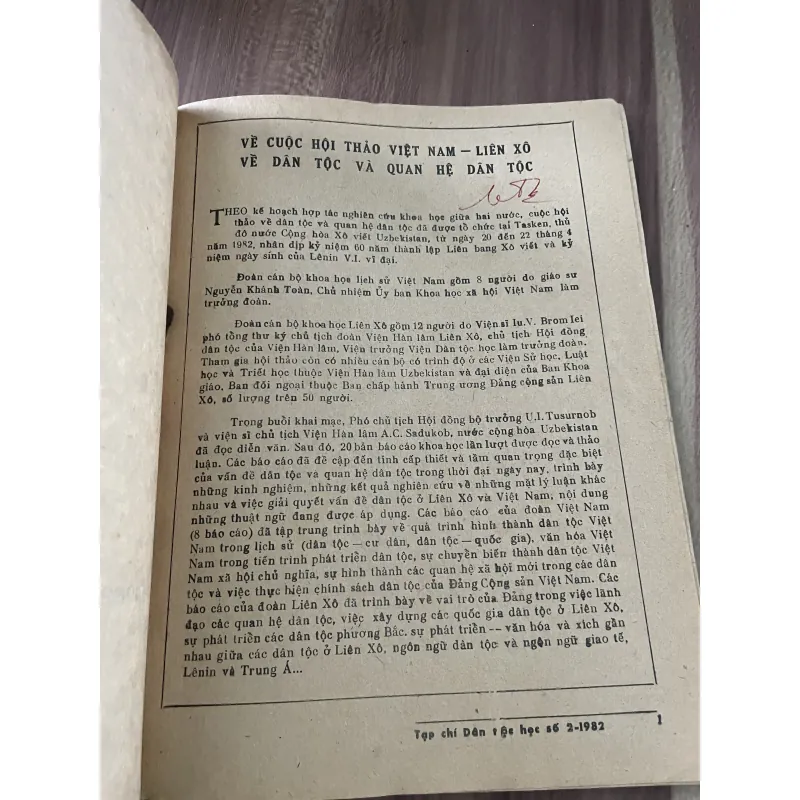 VỀ CUỘC HỘI THẢO VIỆT NAM – LIÊN XÔ
VỀ DÂN TỘC VÀ QUAN HỆ DÂN TỘC
THEO kế hoạch hợp tác nghiên cứu khoa học giữa hai nước, cuộc hội
thảo về dân tộc và quan hệ dân tộc đã được tổ chức tại Tasken, thủ
đô nước Cộng hòa Xô viết Uzbekistan, từ ngày 20 đến 22 tháng 4
năm 1982, nhân dịp kỷ niệm 60 năm thành lập Liên bang Xô viết và kỷ
niệm ngày sinh của Lênin V.I. vĩ đại.
Đoàn cán bộ khoa học lịch sử Việt Nam gồm 8 người do giáo sư
Nguyễn Khánh Toàn, Chủ nhiệm Ủy ban Khoa học xã hội Việt Nam làm
trưởng đoàn.
Đoàn cán bộ khoa học Liên Xô gồm 12 người do Viện sĩ Iu.V. Brom lei
phó tổng thư ký chủ tịch đoàn Viện Hàn lâm Liên Xô, chủ tịch Hội đồng
dân tộc của Viện Hàn lâm, Viện trưởng Viện Dân tộc học làm trưởng đoàn.
Tham gia hội thảo còn có nhiều cán bộ có trình độ ở các Viện Sử học, Luật
học và Triết học thuộc Viện Hàn lâm Uzbekistan và đại diện của Ban Khoa
giáo, Ban đối ngoại thuộc Ban chấp hành Trung ương Đảng cộng sản Liên
Xô, số lượng trên 50 người.
Trong buổi khai mạc, Phó chủ tịch Hội đồng bộ trưởng U.I. Tusurnob
và viện sĩ chủ tịch Viện Hàn lâm A.C. Sadukob, nước cộng hòa Uzbekistan
đã đọc diễn văn. Sau đó, 20 bản báo cáo khoa học lần lượt được đọc và thảo
luận. Các báo cáo đã đề cập đến tính cấp thiết và tầm quan trọng đặc biệt
của vấn đề dân tộc và quan hệ dân tộc trong thời đại ngày nay, trình bày
những kinh nghiệm, những kết quả nghiên cứu về những mặt lý luận khác
nhau và việc giải quyết vấn đề dân tộc ở Liên Xô và Việt Nam, nội dung
những thuật ngữ đang được áp dụng. Các báo cáo của đoàn Việt Nam
(8 báo cáo) đã tập trung trình bày về quá trình hình thành dân tộc Việt
Nam trong lịch sử (dân tộc – cư dân, dân tộc – quốc gia), văn hóa Việt
Nam trong tiến trình phát triển dân tộc, sự chuyển biến thành dân tộc Việt
Nam xã hội chủ nghĩa, sự hình thành các quan hệ xã hội mới trong các dân
tộc và việc thực hiện chính sách dân tộc của Đảng Cộng sản Việt Nam. Các
báo cáo của đoàn Liên Xô đã trình bày về vai trò của Đảng trong việc lãnh
đạo các quan hệ dân tộc, việc xây dựng các quốc gia dân tộc ở Liên Xô,
sự phát triển các dân tộc phương Bắc. sự phát triển -- văn hóa và xích gần
nhau giữa các dân tộc ở Liên Xô, ngôn ngữ dân tộc và ngôn ngữ giao tế,
Lênin và Trung Á...
Tạp chí Dân tộc học số 2-1982 1